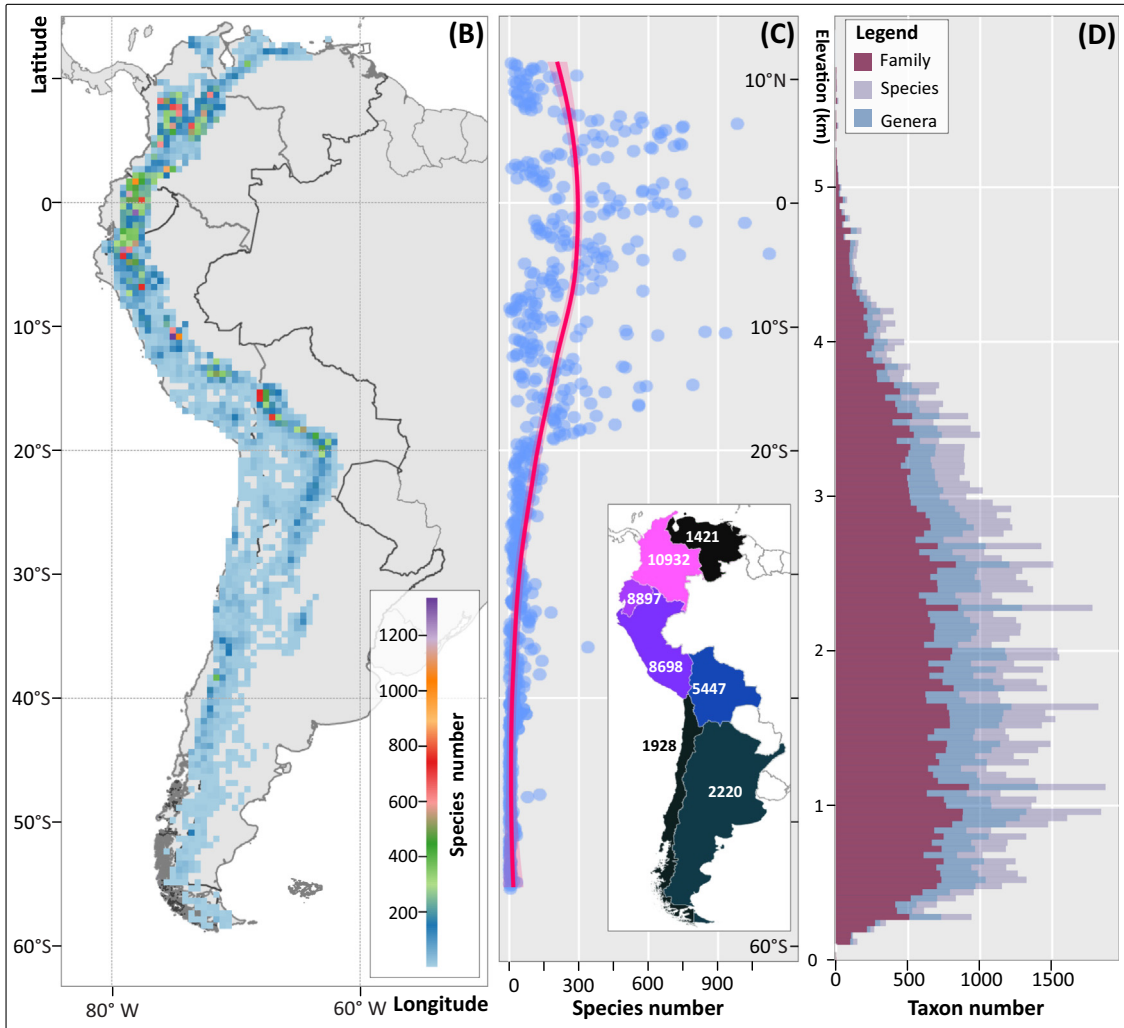 Latitude
(B)
0
10°S
20°S
30°S
40°S
50°S
60°S
80° W
Longitude
60° W
Species number
1200
1000
800
600
400
200
(C)
10°N
0
10°S
20°S
30°S
40°S
60°S
0
300
600
900
Species number
1421
10932
8897
8698
5447
1928
2220
(D)
Elevation (km)
Legend
Family
Species
Genera
5
4
3
2
1
0
0
500
1000
1500
Taxon number